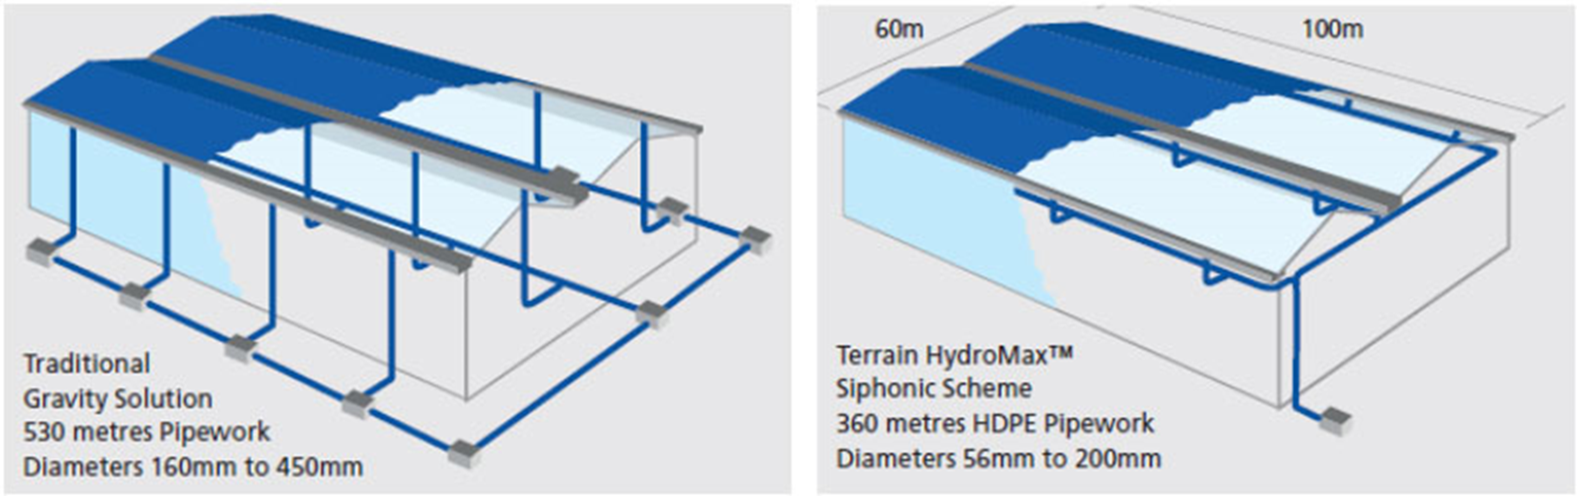 Traditional
Gravity Solution
530 metres Pipework
Diameters 160mm to 450mm
60m
100m
Terrain HydroMax™
Siphonic Scheme
360 metres HDPE Pipework
Diameters 56mm to 200mm